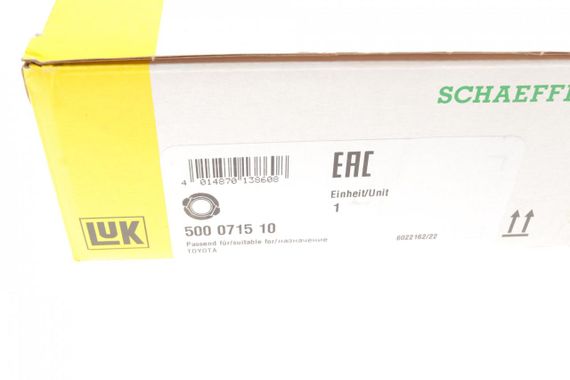 SCHAEFF
EAC
4 014870 138608
Einheit/Unit
1
500 0715 10
Passend für/suitable for/назначение
TOYOTA
6022162/22
LUK